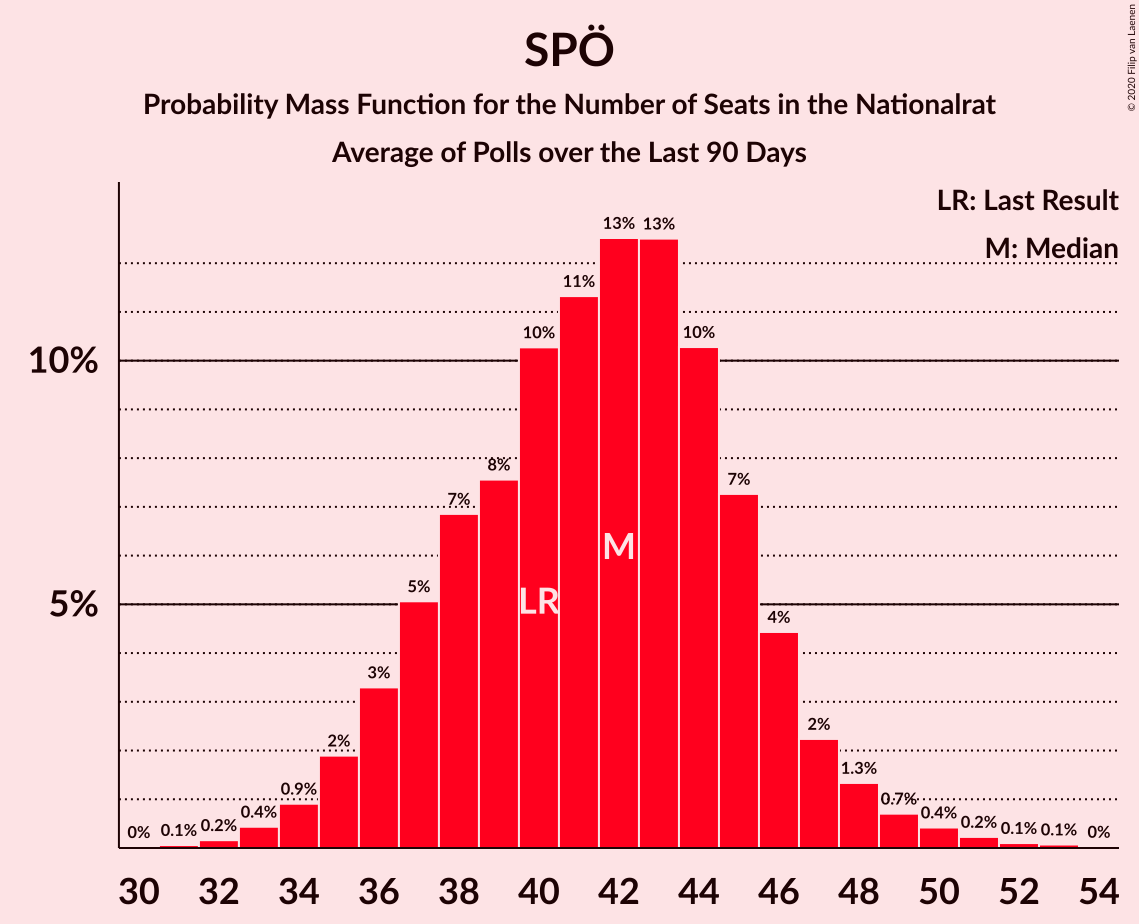 SPÖ
Probability Mass Function for the Number of Seats in the Nationalrat
Average of Polls over the Last 90 Days
© 2020 Filip van Laenen
LR: Last Result
M: Median
10%
5%
0% 0.1% 0.2% 0.4% 0.9% 2% 3% 5% 7% 8% 10% 11% 13% 13% 10% 7% 4% 2% 1.3% 0.7% 0.4% 0.2% 0.1% 0.1% 0%
LR
M
30 32 34 36 38 40 42 44 46 48 50 52 54